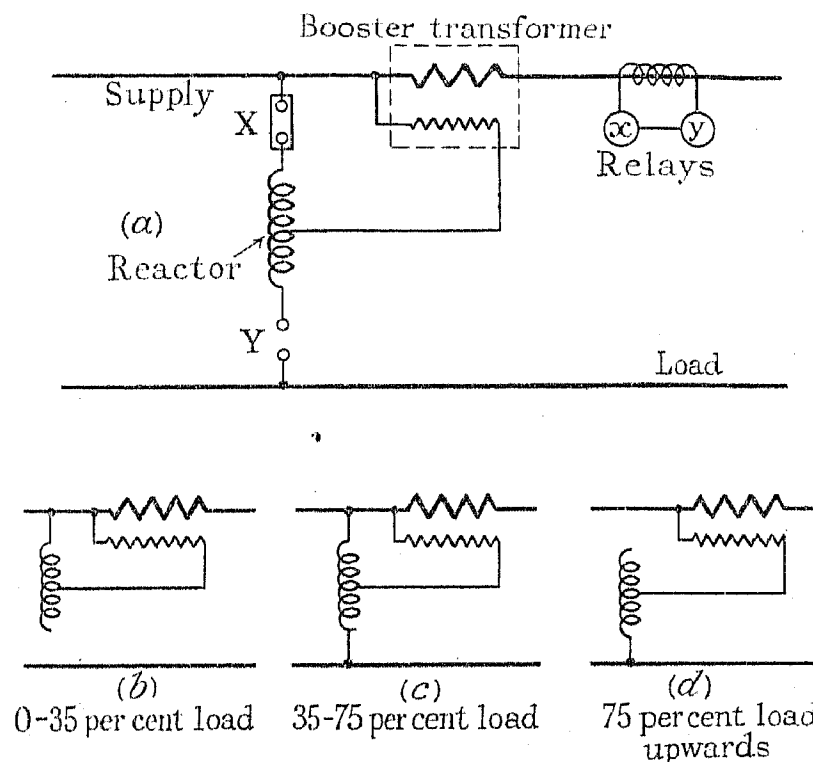 Booster transformer
Supply
X
x y
Relays
(a)
Reactor
Y
Load
(b) (c) (d)
0-35 per cent load 35-75 per cent load 75 per cent load
upwards